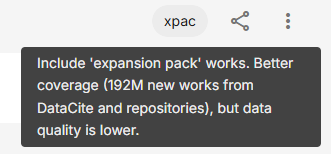 xpac
Include 'expansion pack' works. Better
coverage (192M new works from
DataCite and repositories), but data
quality is lower.